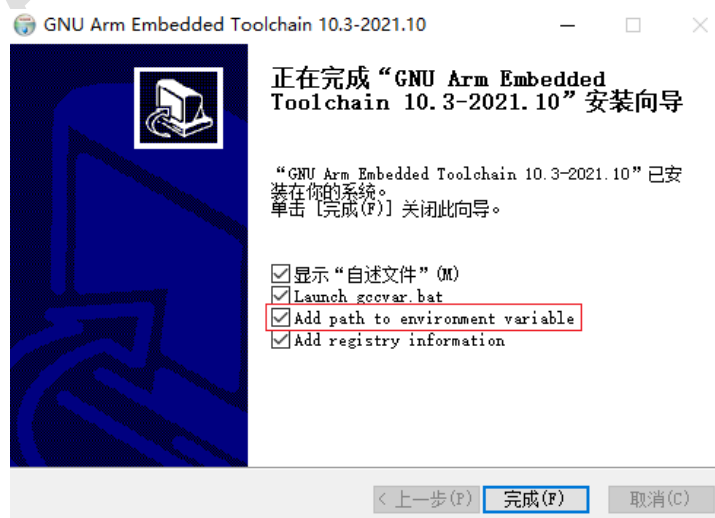 GNU Arm Embedded Toolchain 10.3-2021.10
正在完成“GNU Arm Embedded
Toolchain 10.3-2021.10”安装向导
“GNU Arm Embedded Toolchain 10.3-2021.10”已安
装在你的系统。
单击 [完成(F)] 关闭此向导。
显示“自述文件”(M)
Launch gccvar.bat
Add path to environment variable
Add registry information
< 上一步(P)
完成(F)
取消(C)